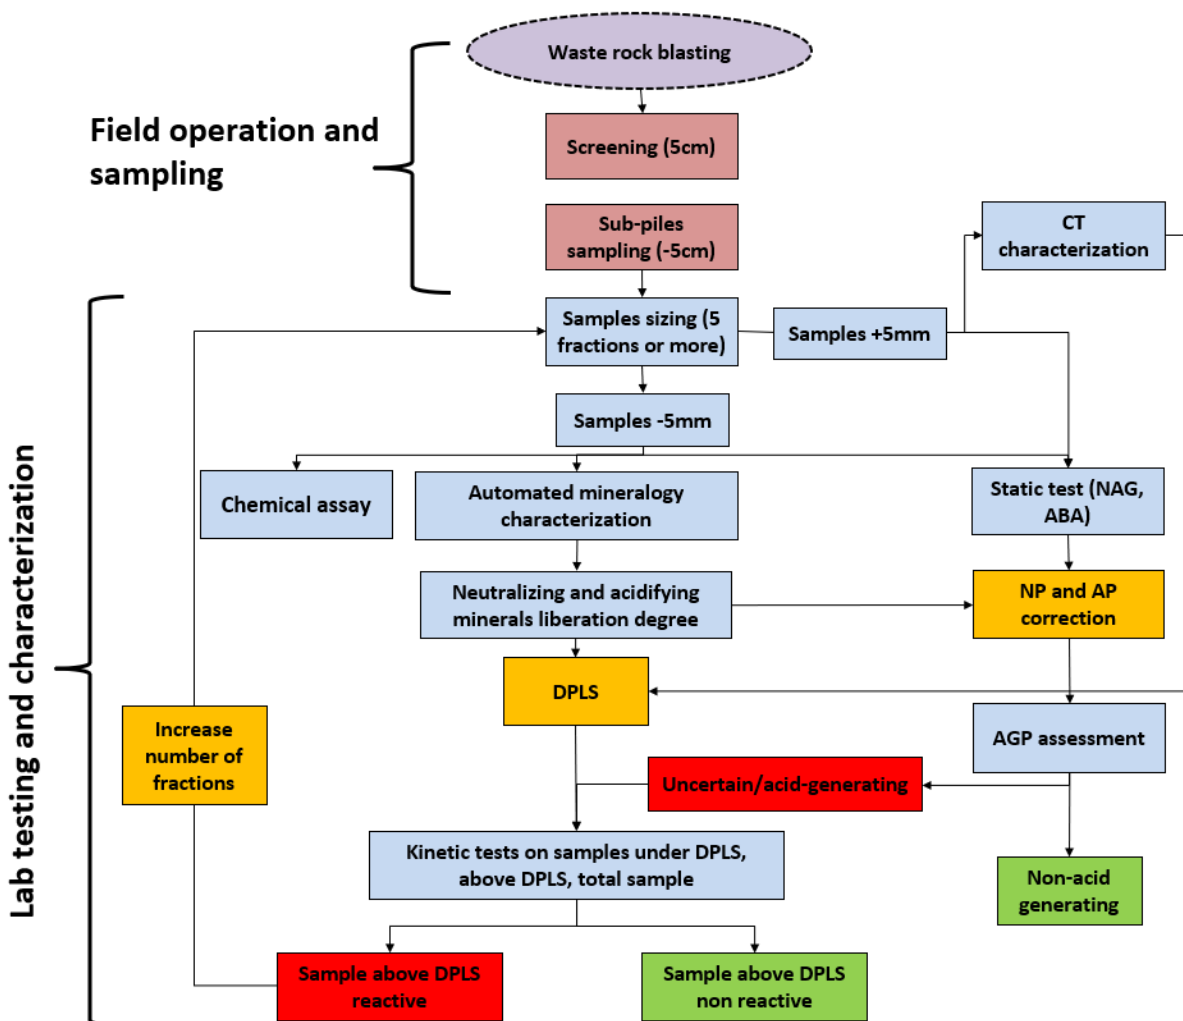 Waste rock blasting
Field operation and
sampling
Screening (5cm)
Sub-piles
sampling (-5cm)
CT
characterization
Samples sizing (5
fractions or more)
Samples +5mm
Samples -5mm
Lab testing and characterization
Chemical assay
Automated mineralogy
characterization
Static test (NAG,
ABA)
Neutralizing and acidifying
minerals liberation degree
NP and AP
correction
DPLS
Increase
number of
fractions
AGP assessment
Uncertain/acid-generating
Kinetic tests on samples under DPLS,
above DPLS, total sample
Non-acid
generating
Sample above DPLS
reactive
Sample above DPLS
non reactive